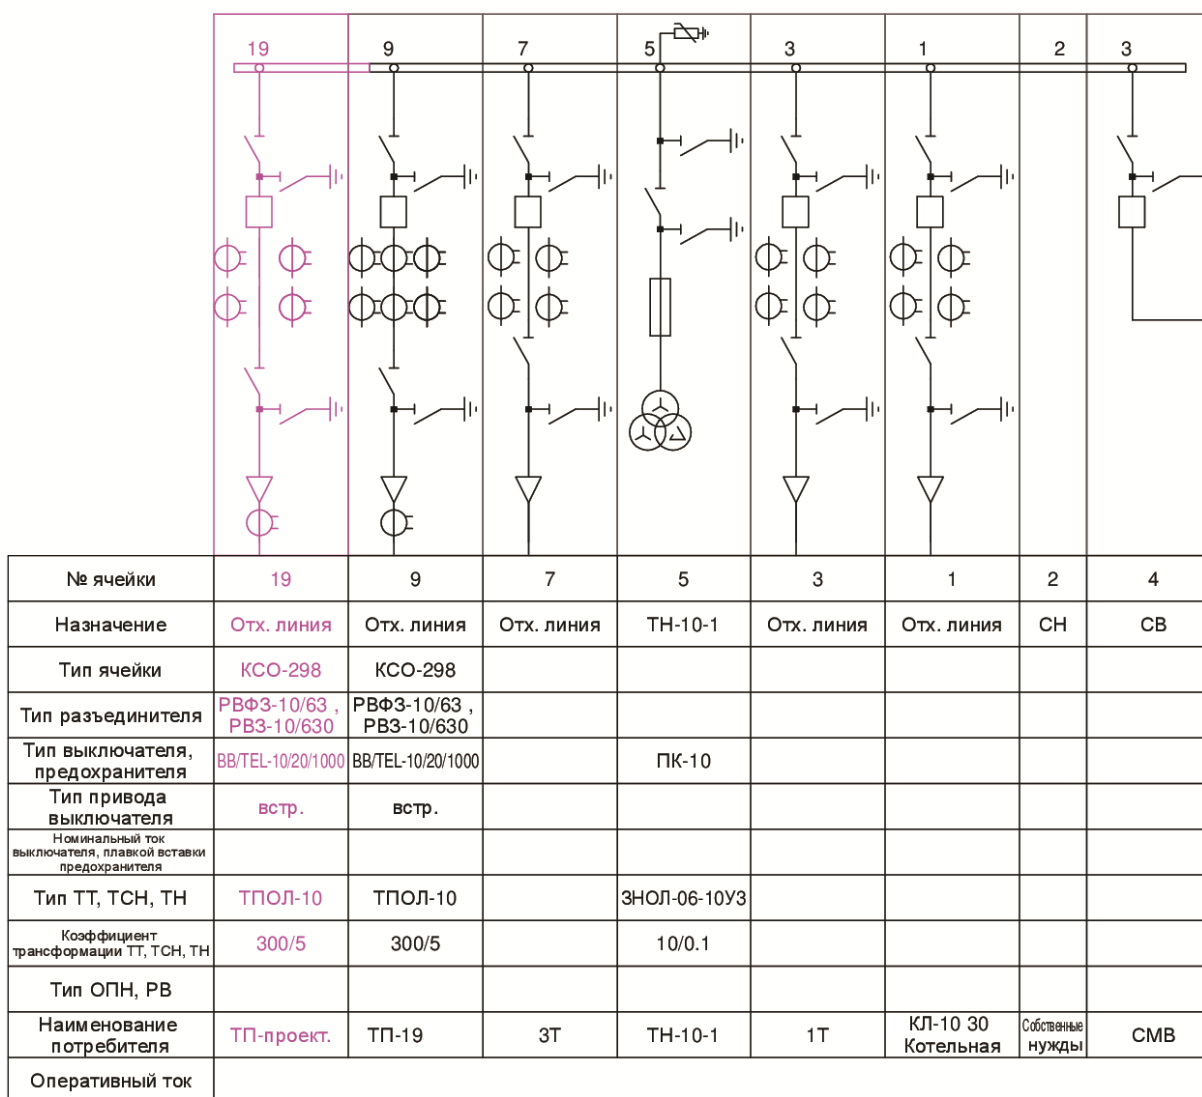 19 9 7 5 3 1 2 3
№ ячейки 19 9 7 5 3 1 2 4
Назначение Отх. линия Отх. линия Отх. линия ТН-10-1 Отх. линия Отх. линия СН СВ
Тип ячейки КСО-298 КСО-298
Тип разъединителя РВФЗ-10/63 , РВФЗ-10/63 ,
РВЗ-10/630 РВЗ-10/630
Тип выключателя,
предохранителя BB/TEL-10/20/1000 BB/TEL-10/20/1000 ПК-10
Тип привода
выключателя встр. встр.
Номинальный ток
выключателя, плавкой вставки
предохранителя
Тип ТТ, ТСН, ТН ТПОЛ-10 ТПОЛ-10 ЗНОЛ-06-10У3
Коэффициент
трансформации ТТ, ТСН, ТН 300/5 300/5 10/0.1
Тип ОПН, РВ
Наименование
потребителя ТП-проект. ТП-19 3Т ТН-10-1 1Т КЛ-10 30
Котельная Собственные
нужды СМВ
Оперативный ток